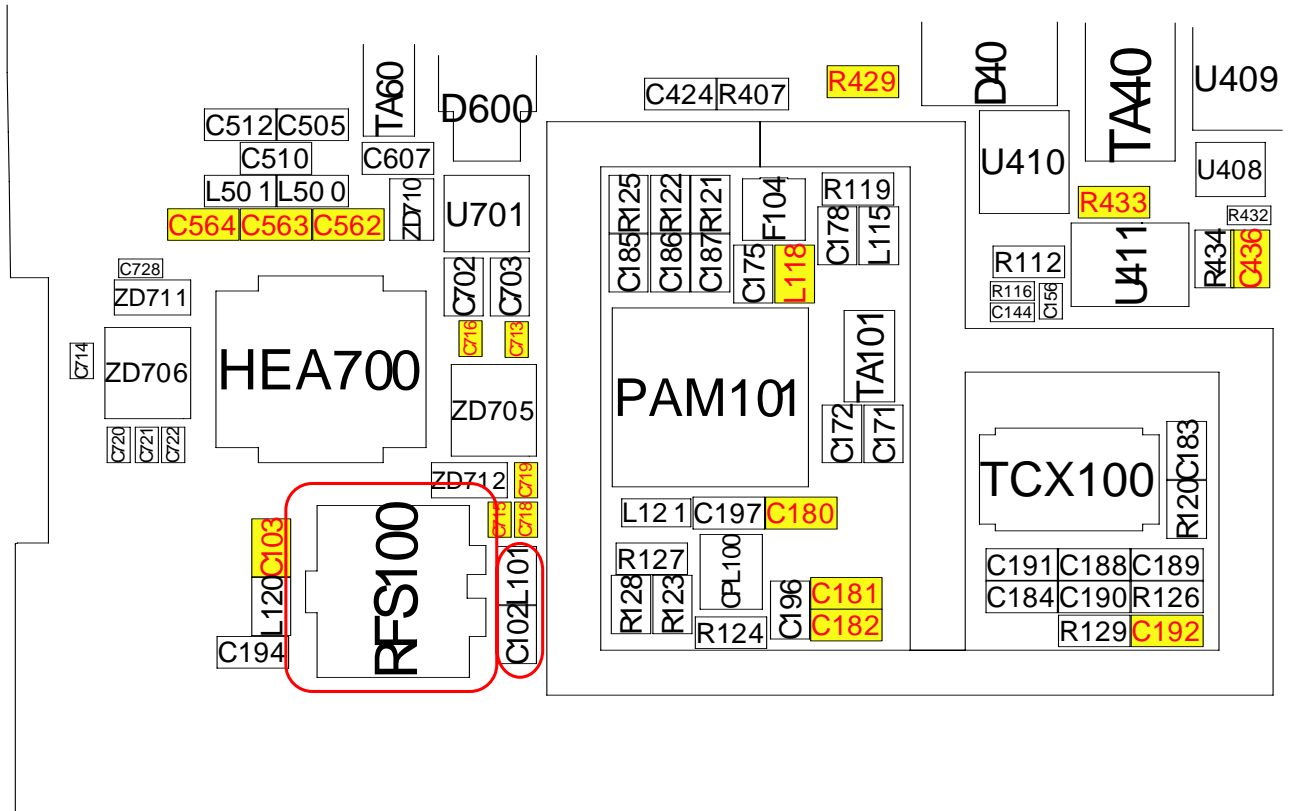 TA60
D600
C424 R407
R429
D40
TA40
U409
C512 C505
C510
C607
L50 1 L50 0
ZD710
U701
C564 C563 C562
R125 R122 R121
F104
R119
C178 L115
C185 C186 C187
C175 L118
U410
U408
R433
R432
R112
U411
R434
C436
R116
C144
C156
C728
ZD711
C702 C703
C716 C713
C714
ZD706
HEA700
ZD705
PAM101
TA101
C172 C171
C720 C721 C722
ZD712
C719
C715 C718
TCX100
C183
R120
C103
L120
C194
RFS100
L101
C102
L12 1 C197 C180
R127
R128 R123
CPL100
R124
C196
C181
C182
C191 C188 C189
C184 C190 R126
R129 C192